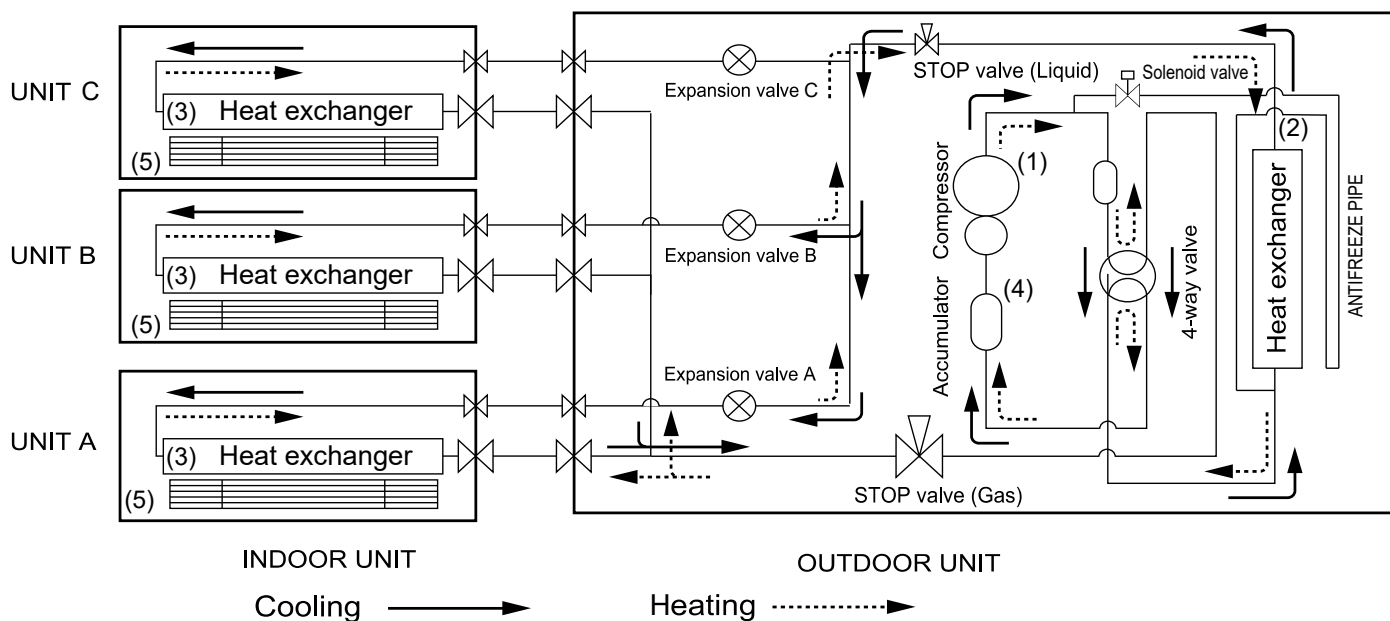 UNIT C
(3) Heat exchanger
(5)
Expansion valve C
STOP valve (Liquid)
Solenoid valve
(1)
(2)
Compressor
UNIT B
(3) Heat exchanger
(5)
Expansion valve B
Accumulator
(4)
4-way valve
Heat exchanger
ANTIFREEZE PIPE
UNIT A
(3) Heat exchanger
(5)
Expansion valve A
STOP valve (Gas)
INDOOR UNIT
OUTDOOR UNIT
Cooling
Heating